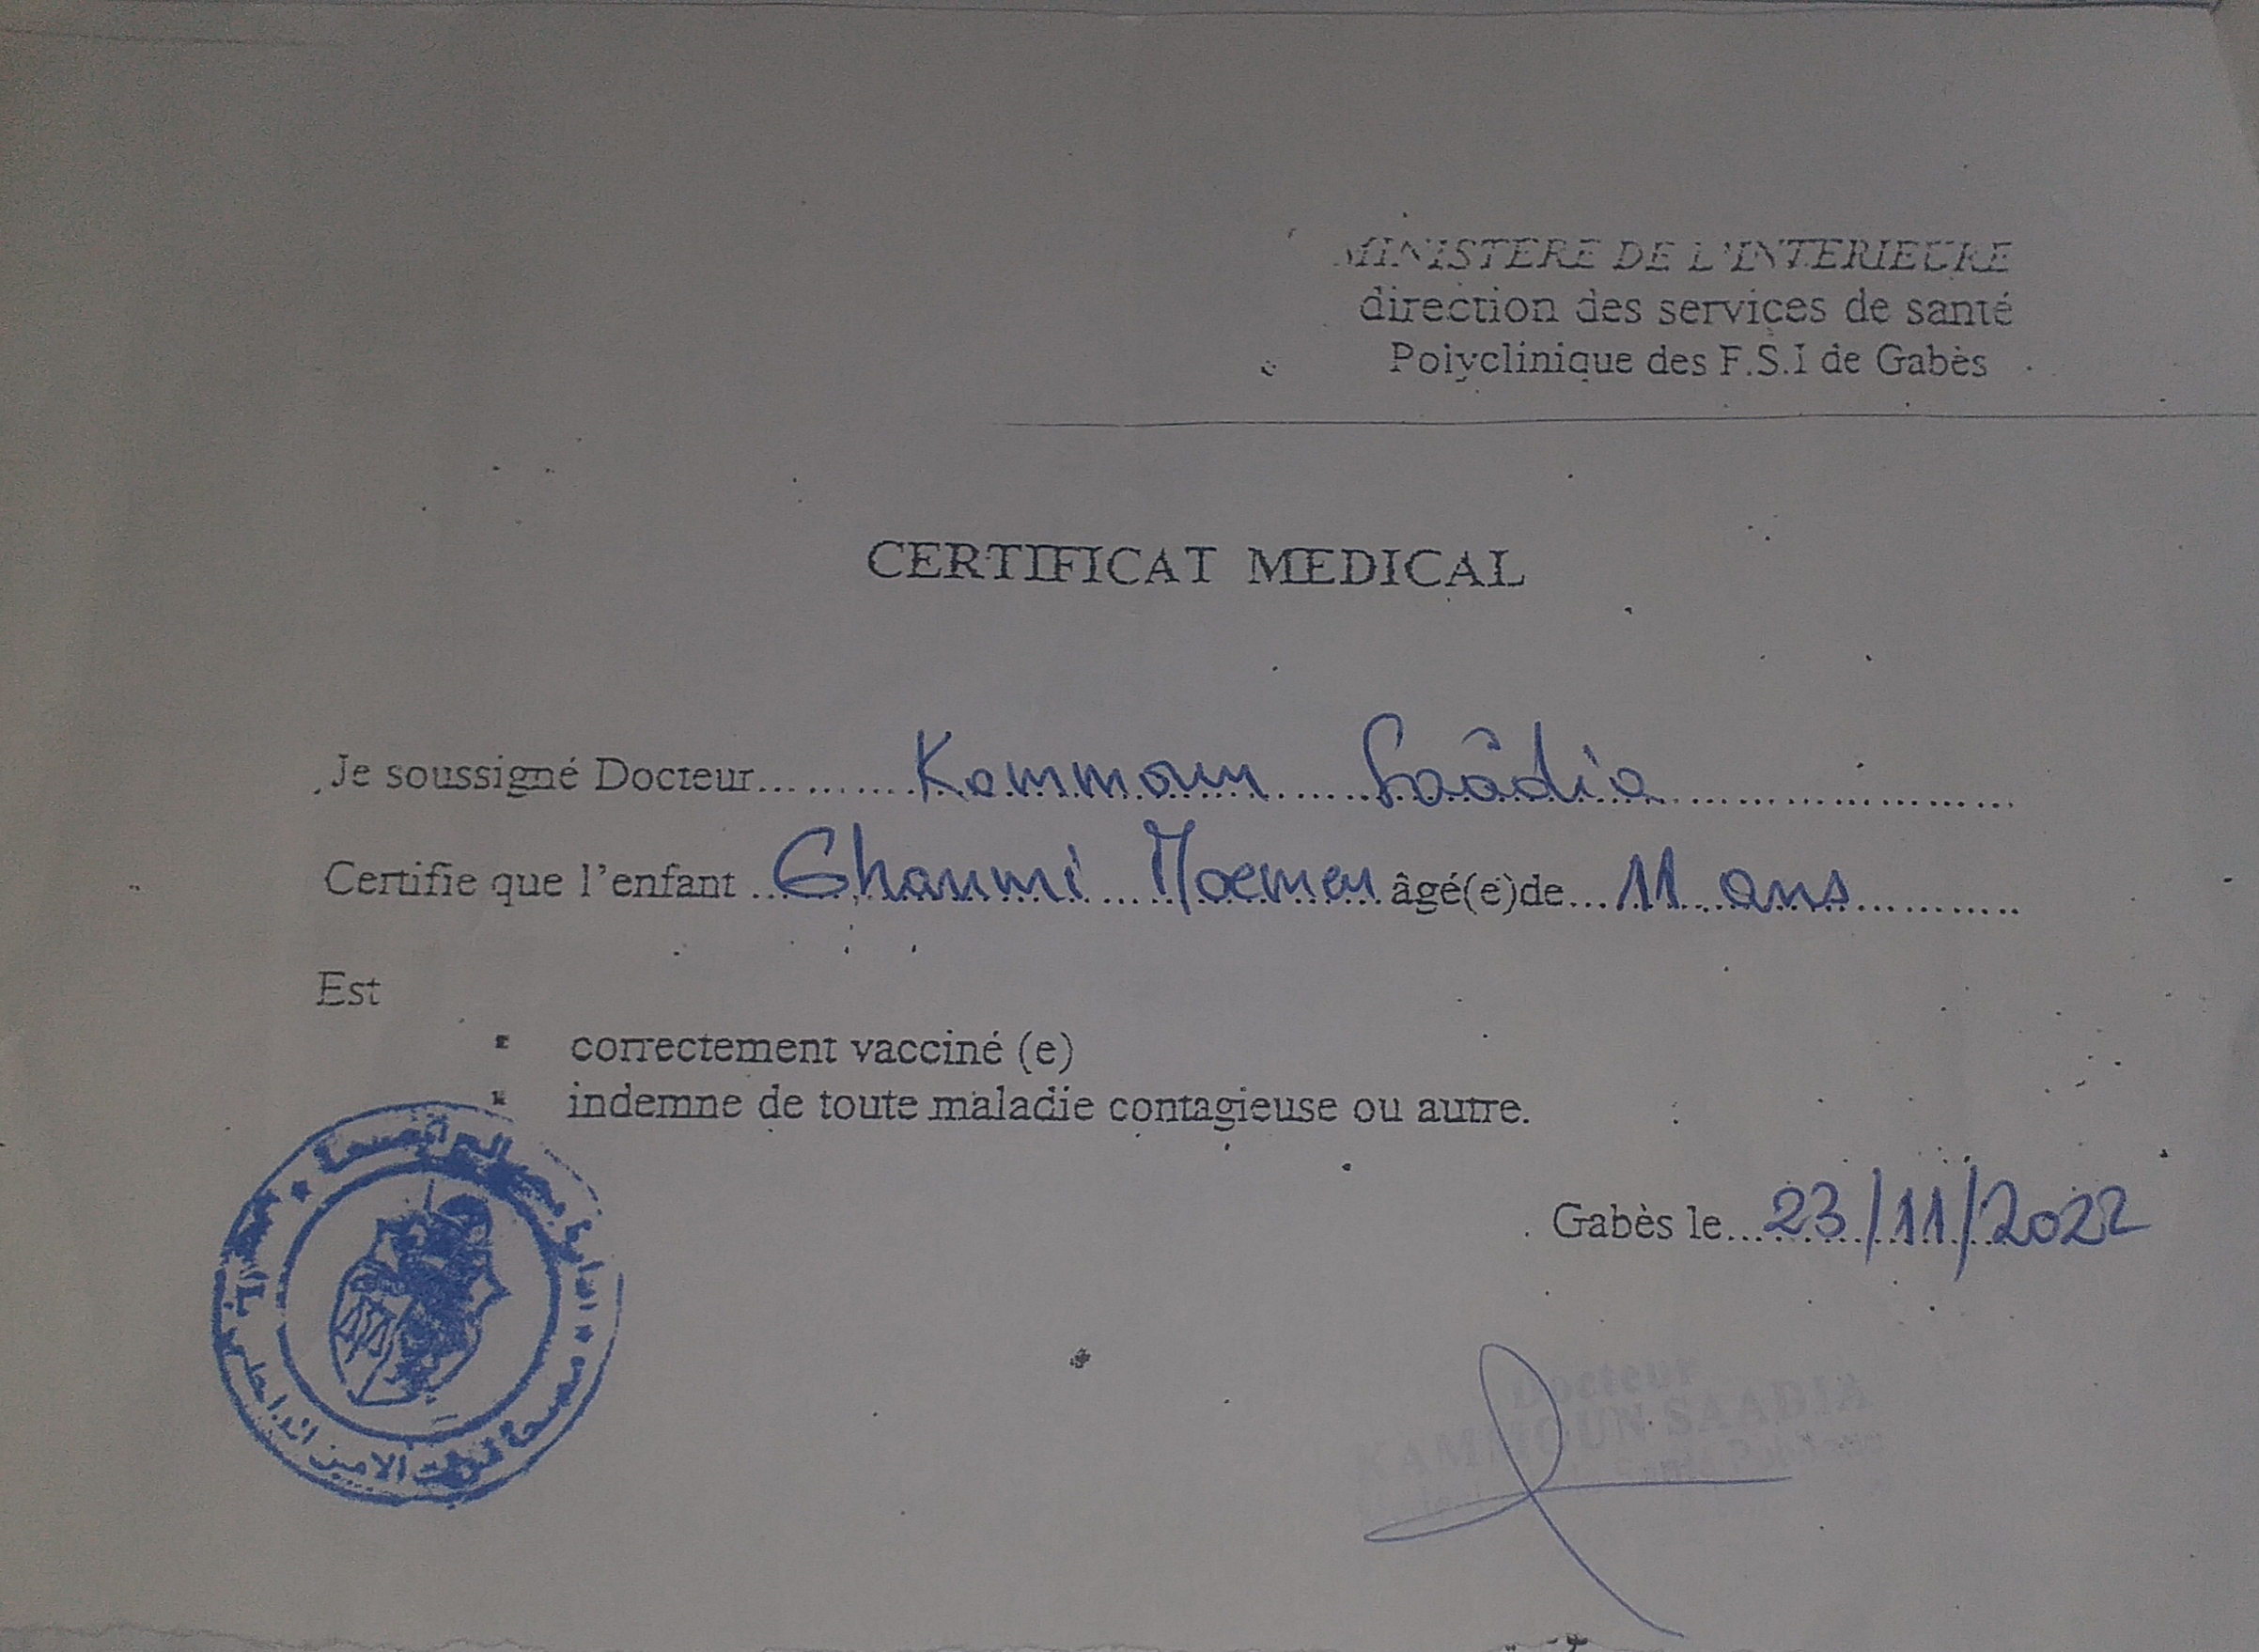 MINISTERE DE L'INTERIEURE
direction des services de santé
Polyclinique des F.S.I de Gabès
CERTIFICAT MEDICAL
Je soussigné Docteur.......... Kammoun ...... Saâdia ........................
Certifie que l'enfant ... Ghanmi ... Moemen âgé(e)de... 11 ans ............
Est
▪ correctement vacciné (e)
▪ indemne de toute maladie contagieuse ou autre.
Gabès le... 23/11/2022
Docteur
KAMMOUN SAADIA
Santé